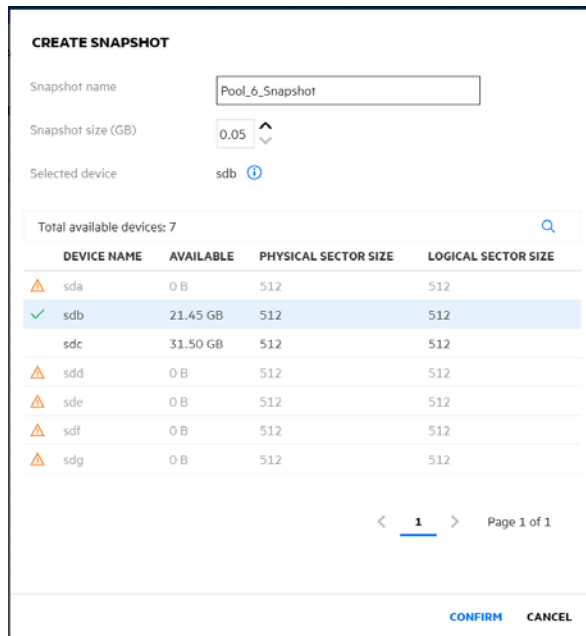 CREATE SNAPSHOT
Snapshot name Pool_6_Snapshot
Snapshot size (GB) 0.05
Selected device sdb
Total available devices: 7
DEVICE NAME AVAILABLE PHYSICAL SECTOR SIZE LOGICAL SECTOR SIZE
sda 0 B 512 512
sdb 21.45 GB 512 512
sdc 31.50 GB 512 512
sdd 0 B 512 512
sde 0 B 512 512
sdf 0 B 512 512
sdg 0 B 512 512
1 Page 1 of 1
CONFIRM CANCEL